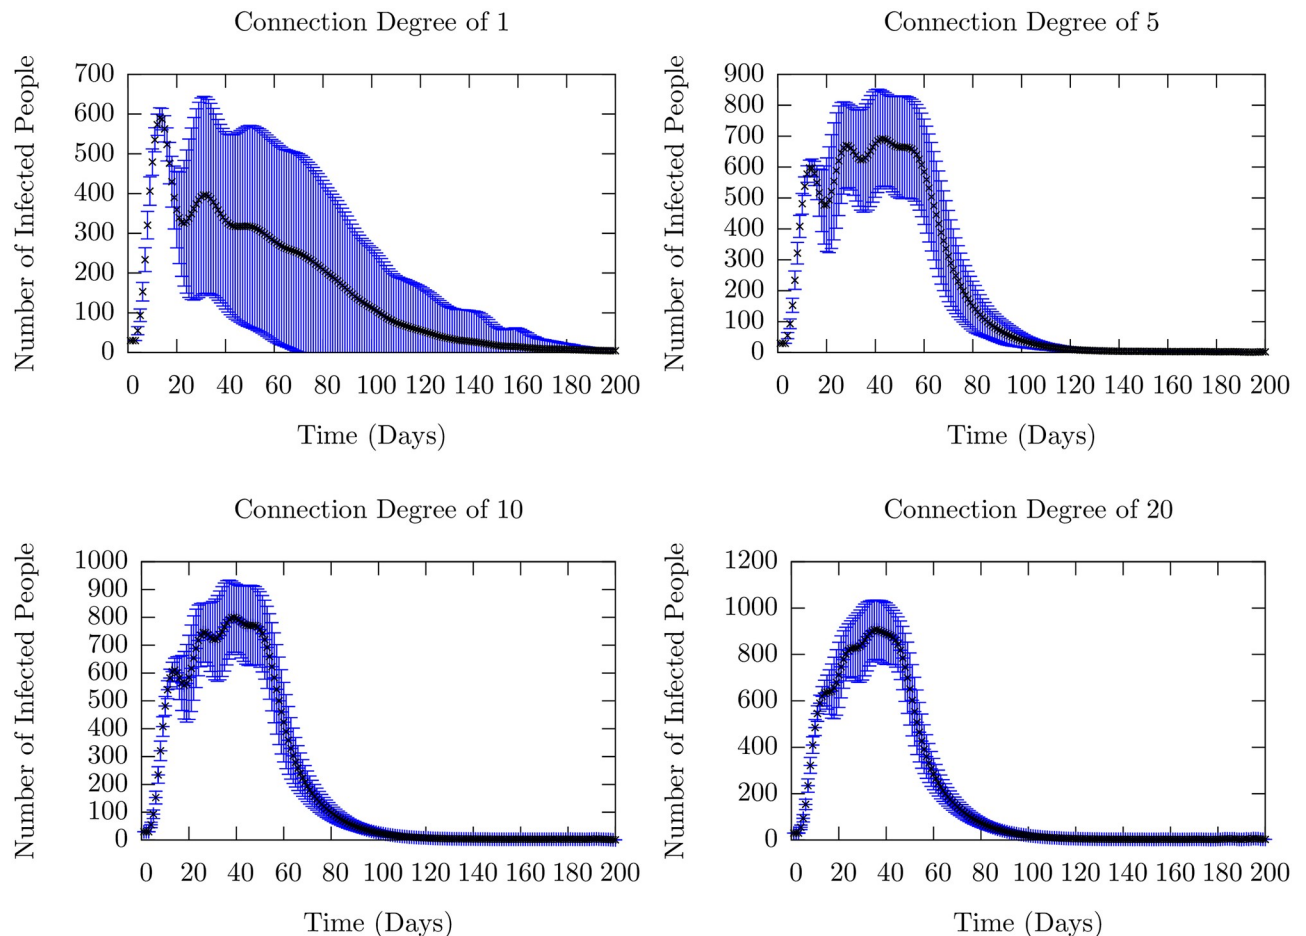 Connection Degree of 1
Number of Infected People
700
600
500
400
300
200
100
0
0 20 40 60 80 100 120 140 160 180 200
Time (Days)
Connection Degree of 5
Number of Infected People
900
800
700
600
500
400
300
200
100
0
0 20 40 60 80 100 120 140 160 180 200
Time (Days)
Connection Degree of 10
Number of Infected People
1000
900
800
700
600
500
400
300
200
100
0
0 20 40 60 80 100 120 140 160 180 200
Time (Days)
Connection Degree of 20
Number of Infected People
1200
1000
800
600
400
200
0
0 20 40 60 80 100 120 140 160 180 200
Time (Days)